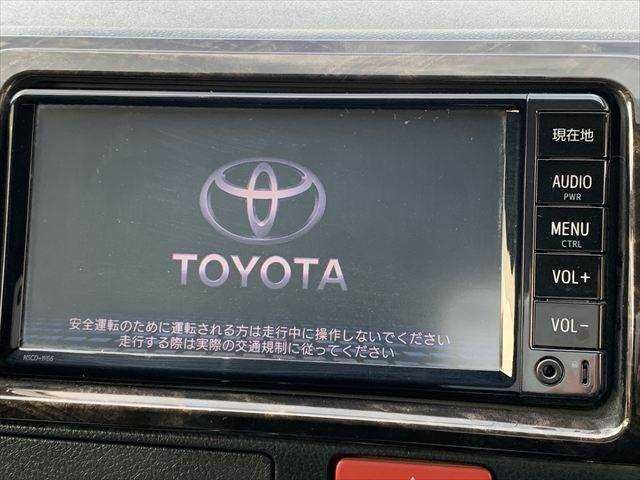 現在地
AUDIO
PWR
MENU
CTRL
VOL+
VOL-
TOYOTA
安全運転のために運転される方は走行中に操作しないでください
走行する際は実際の交通規制に従ってください